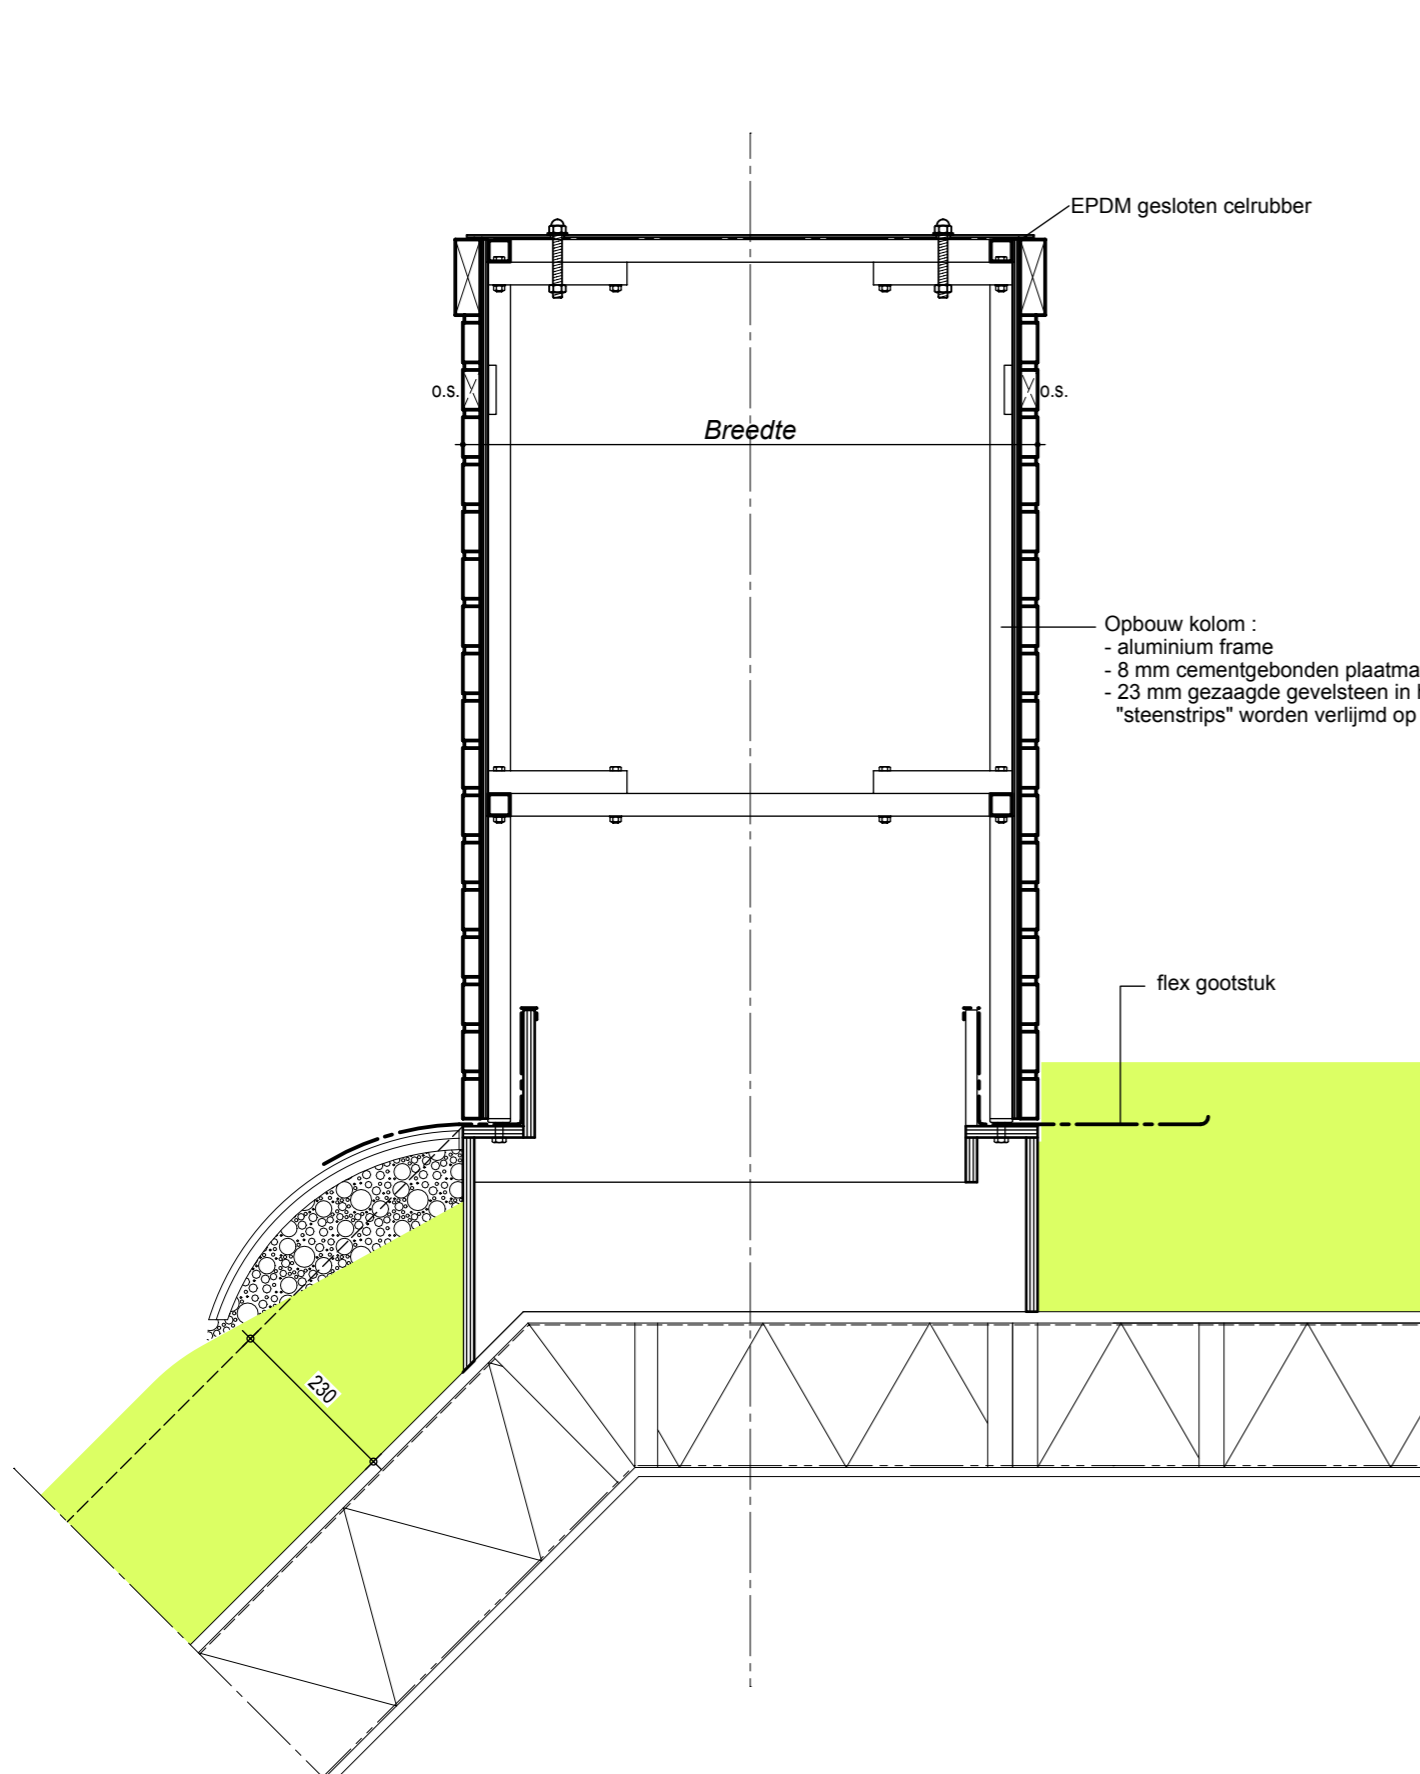 EPDM gesloten celrubber
o.s.
o.s.
Breedte
Opbouw kolom :
- aluminium frame
- 8 mm cementgebonden
- 23 mm gezaagde gevelsteen in
"steenstrips" worden verlijmd op
flex gootstuk
230